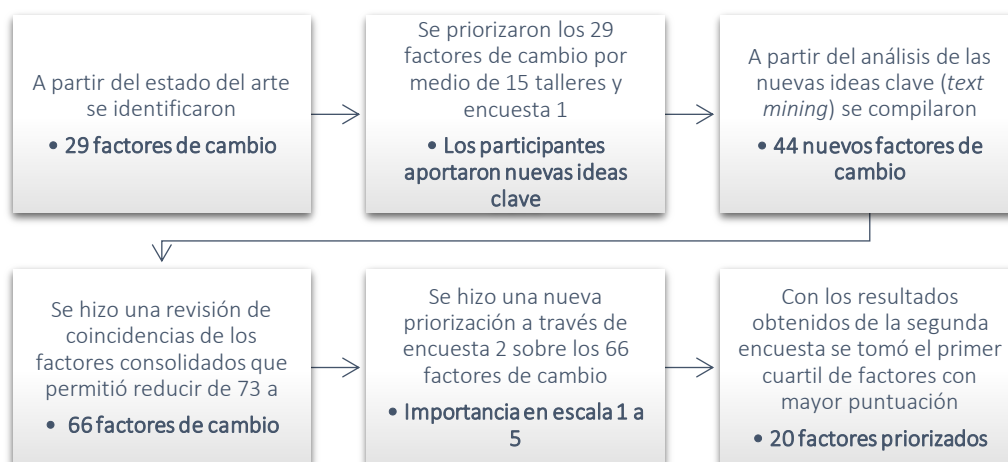 A partir del estado del arte
se identificaron
• 29 factores de cambio
Se priorizaron los 29
factores de cambio por
medio de 15 talleres y
encuesta 1
• Los participantes
aportaron nuevas ideas
clave
A partir del análisis de las
nuevas ideas clave (text
mining) se compilaron
• 44 nuevos factores de
cambio
Se hizo una revisión de
coincidencias de los
factores consolidados que
permitió reducir de 73 a
• 66 factores de cambio
Se hizo una nueva
priorización a través de
encuesta 2 sobre los 66
factores de cambio
• Importancia en escala 1 a
5
Con los resultados
obtenidos de la segunda
encuesta se tomó el primer
cuartil de factores con
mayor puntuación
• 20 factores priorizados